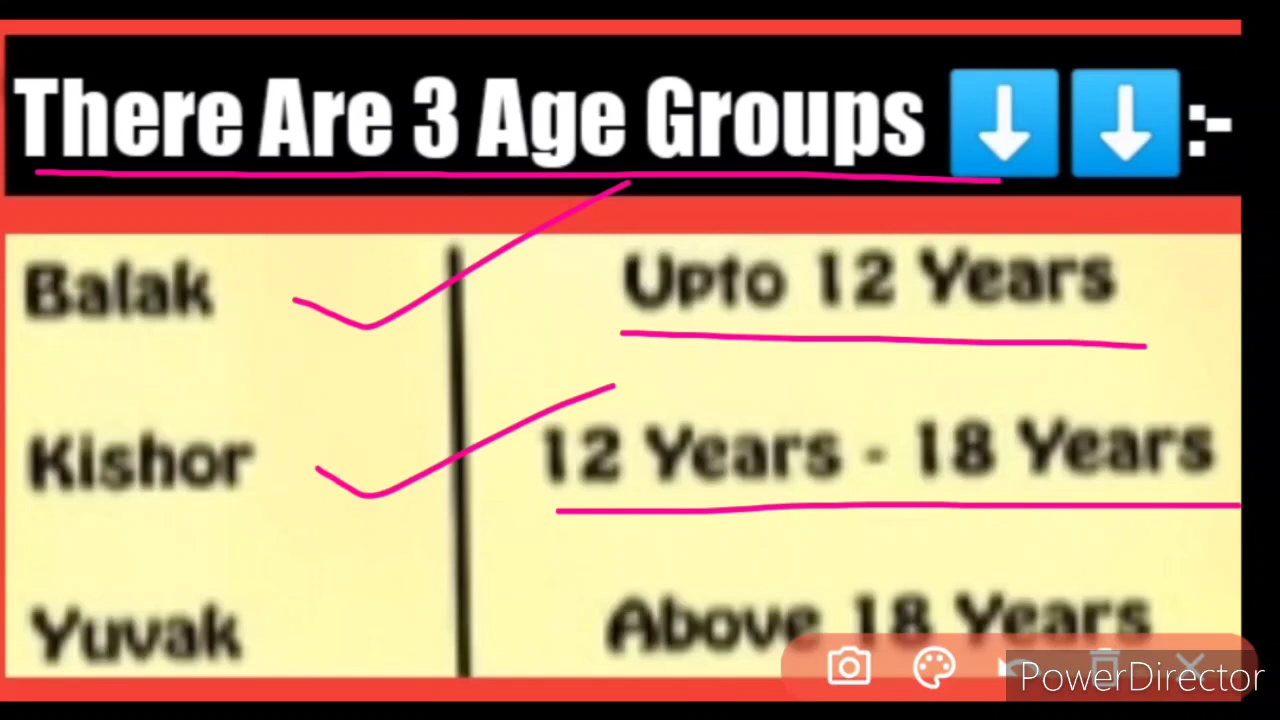 There Are 3 Age Groups ⬇️⬇️:-
Balak Upto 12 Years
Kishor 12 Years - 18 Years
Yuvak Above 18 Years
PowerDirector